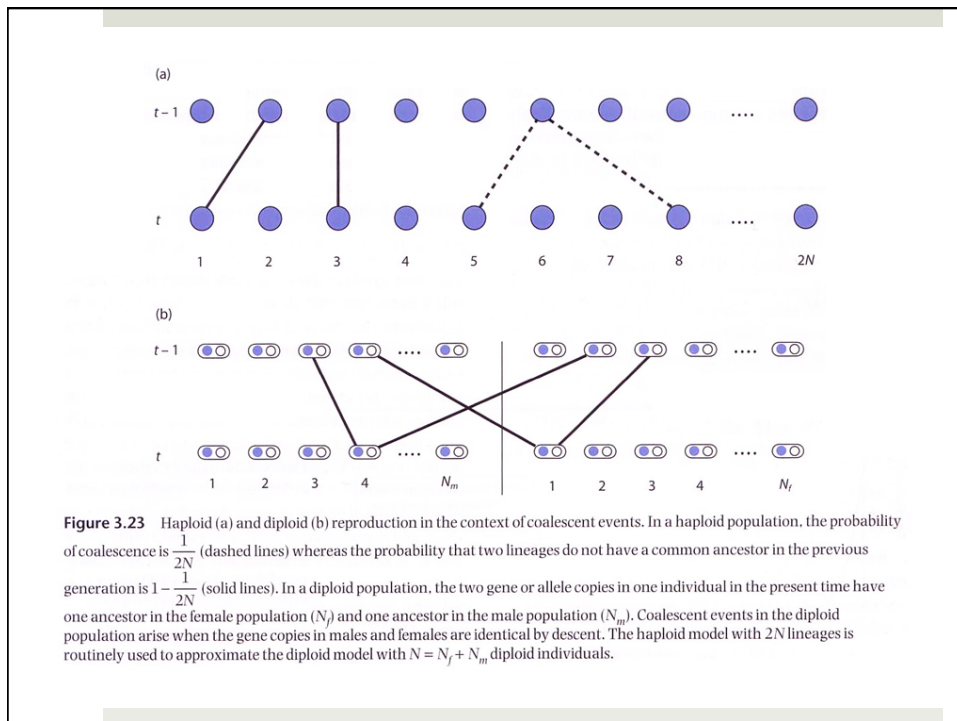 (a)
t – 1 ....
t ....
1 2 3 4 5 6 7 8 2N
(b)
t – 1 .... ....
t .... ....
1 2 3 4 Nm 1 2 3 4 Nf
Figure 3.23 Haploid (a) and diploid (b) reproduction in the context of coalescent events. In a haploid population, the probability
of coalescence is 1/2N (dashed lines) whereas the probability that two lineages do not have a common ancestor in the previous
generation is 1 – 1/2N (solid lines). In a diploid population, the two gene or allele copies in one individual in the present time have
one ancestor in the female population (Nf) and one ancestor in the male population (Nm). Coalescent events in the diploid
population arise when the gene copies in males and females are identical by descent. The haploid model with 2N lineages is
routinely used to approximate the diploid model with N = Nf + Nm diploid individuals.